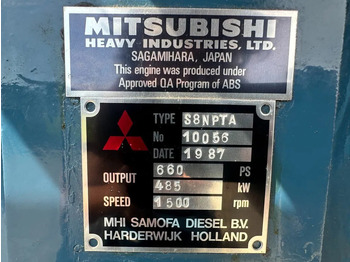 MITSUBISHI
HEAVY INDUSTRIES, LTD.
SAGAMIHARA, JAPAN
This engine was produced under
Approved QA Program of ABS
TYPE S8NPTA
No 10056
DATE 1987
OUTPUT 660 PS
485 kW
SPEED 1500 rpm
MHI SAMOFA DIESEL B.V.
HARDERWIJK HOLLAND